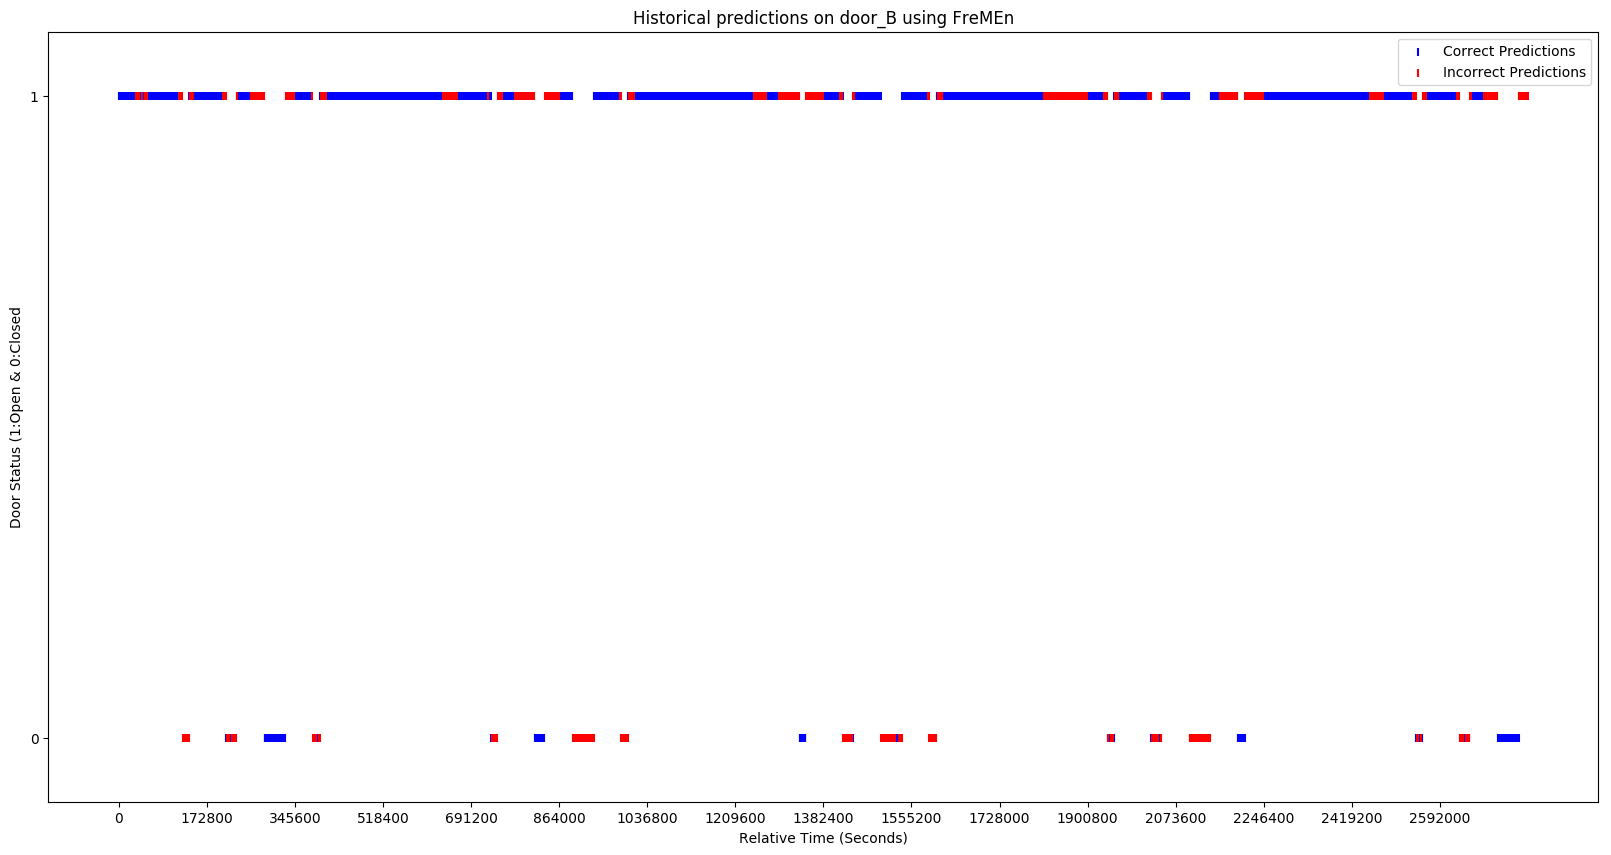 Historical predictions on door_B using FreMEn
Correct Predictions
Incorrect Predictions
1
0
Door Status (1:Open & 0:Closed
0 172800 345600 518400 691200 864000 1036800 1209600 1382400 1555200 1728000 1900800 2073600 2246400 2419200 2592000
Relative Time (Seconds)